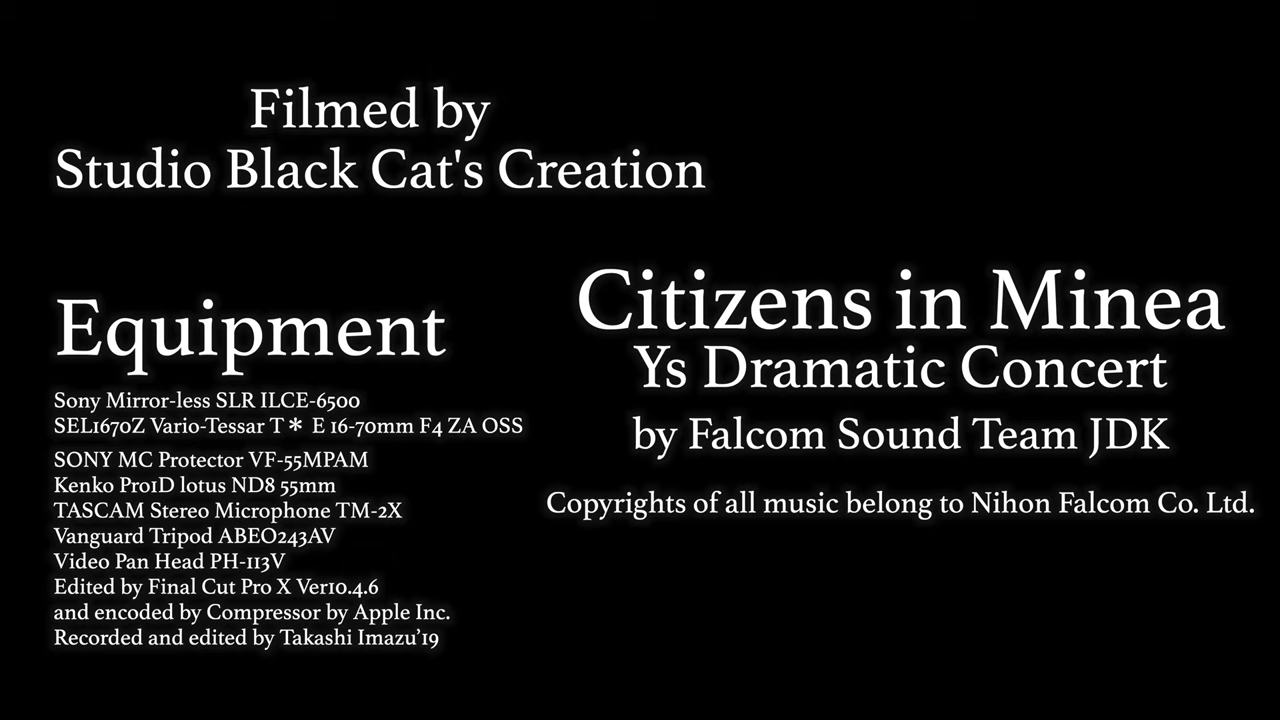 Filmed by
Studio Black Cat's Creation
Equipment
Sony Mirror-less SLR ILCE-6500
SEL1670Z Vario-Tessar T＊ E 16-70mm F4 ZA OSS
SONY MC Protector VF-55MPAM
Kenko Pro1D lotus ND8 55mm
TASCAM Stereo Microphone TM-2X
Vanguard Tripod ABEO243AV
Video Pan Head PH-113V
Edited by Final Cut Pro X Ver10.4.6
and encoded by Compressor by Apple Inc.
Recorded and edited by Takashi Imazu’19
Citizens in Minea
Ys Dramatic Concert
by Falcom Sound Team JDK
Copyrights of all music belong to Nihon Falcom Co. Ltd.